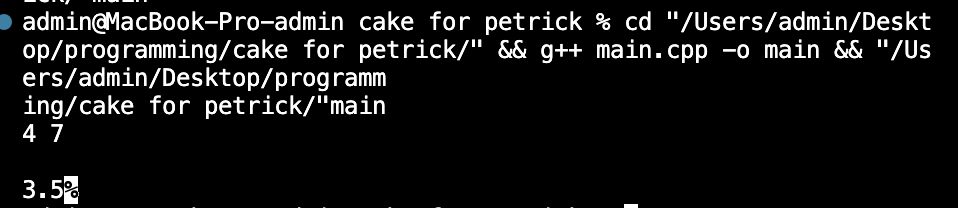 admin@MacBook-Pro-admin cake for petrick % cd "/Users/admin/Deskt
op/programming/cake for petrick/" && g++ main.cpp -o main && "/Us
ers/admin/Desktop/programm
ing/cake for petrick/"main
4 7

3.5%